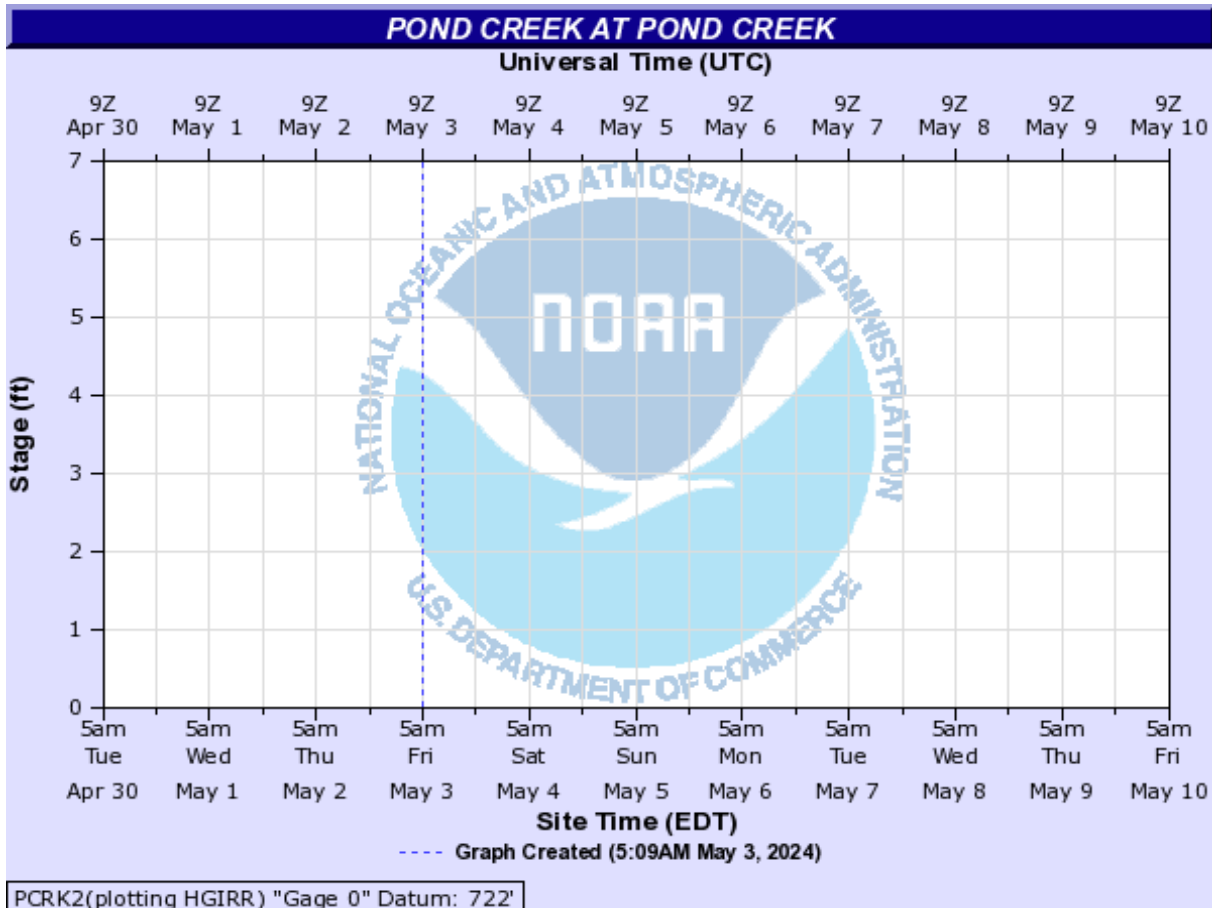 POND CREEK AT POND CREEK
Universal Time (UTC)
9Z 9Z 9Z 9Z 9Z 9Z 9Z 9Z 9Z 9Z 9Z
Apr 30 May 1 May 2 May 3 May 4 May 5 May 6 May 7 May 8 May 9 May 10
7
6
5
4
3
2
1
0
Stage (ft)
NATIONAL OCEANIC AND ATMOSPHERIC ADMINISTRATION
NOAA
U.S. DEPARTMENT OF COMMERCE
5am 5am 5am 5am 5am 5am 5am 5am 5am 5am 5am
Tue Wed Thu Fri Sat Sun Mon Tue Wed Thu Fri
Apr 30 May 1 May 2 May 3 May 4 May 5 May 6 May 7 May 8 May 9 May 10
Site Time (EDT)
Graph Created (5:09AM May 3, 2024)
PCRK2(plotting HGIRR) "Gage 0" Datum: 722'